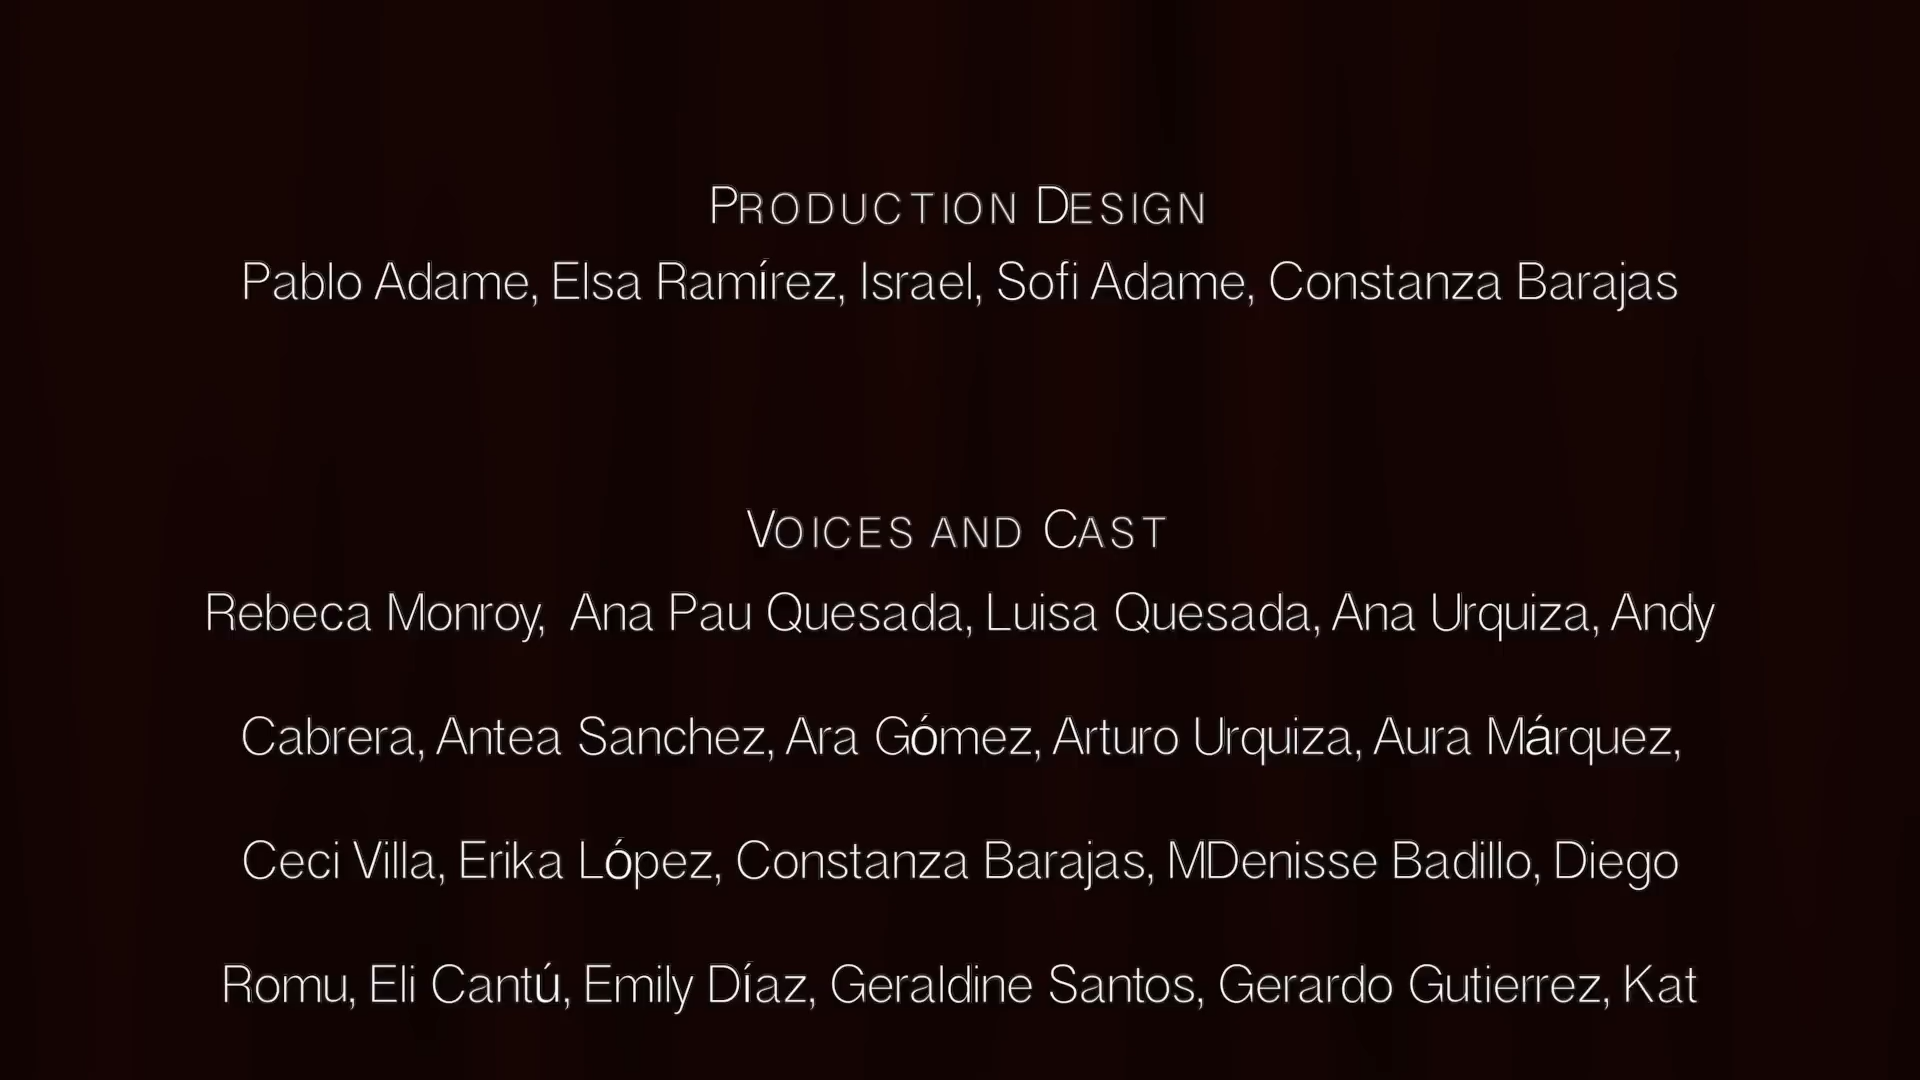 PRODUCTION DESIGN
Pablo Adame, Elsa Ramírez, Israel, Sofi Adame, Constanza Barajas
VOICES AND CAST
Rebeca Monroy,  Ana Pau Quesada, Luisa Quesada, Ana Urquiza, Andy
Cabrera, Antea Sanchez, Ara Gómez, Arturo Urquiza, Aura Márquez,
Ceci Villa, Erika López, Constanza Barajas, MDenisse Badillo, Diego
Romu, Eli Cantú, Emily Díaz, Geraldine Santos, Gerardo Gutierrez, Kat